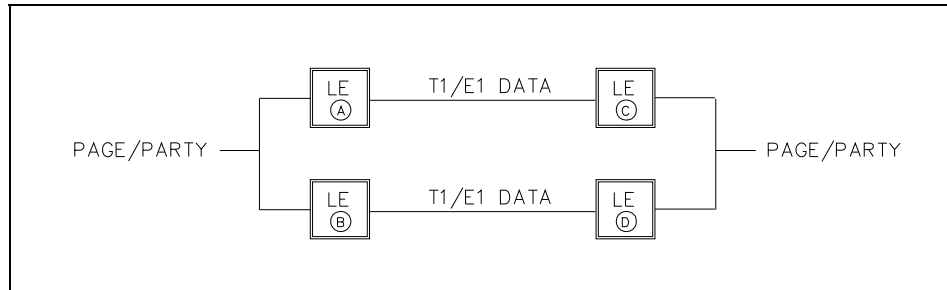 LE
A
T1/E1 DATA
LE
C
PAGE/PARTY
PAGE/PARTY
LE
B
T1/E1 DATA
LE
D